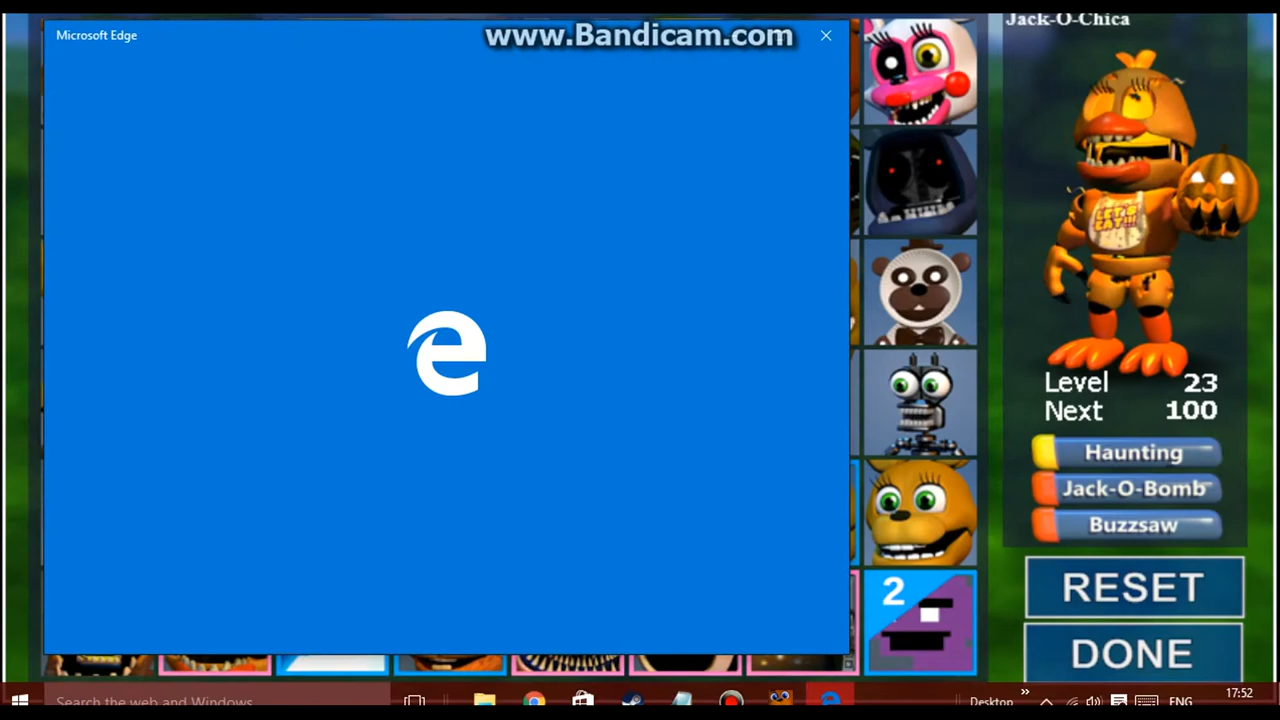 Microsoft Edge
www.Bandicam.com
Jack-O-Chica
LET'S EAT!!!
Level 23
Next 100
Haunting
Jack-O-Bomb
Buzzsaw
2
RESET
DONE
Search the web and Windows
Desktop
ENG
17:52